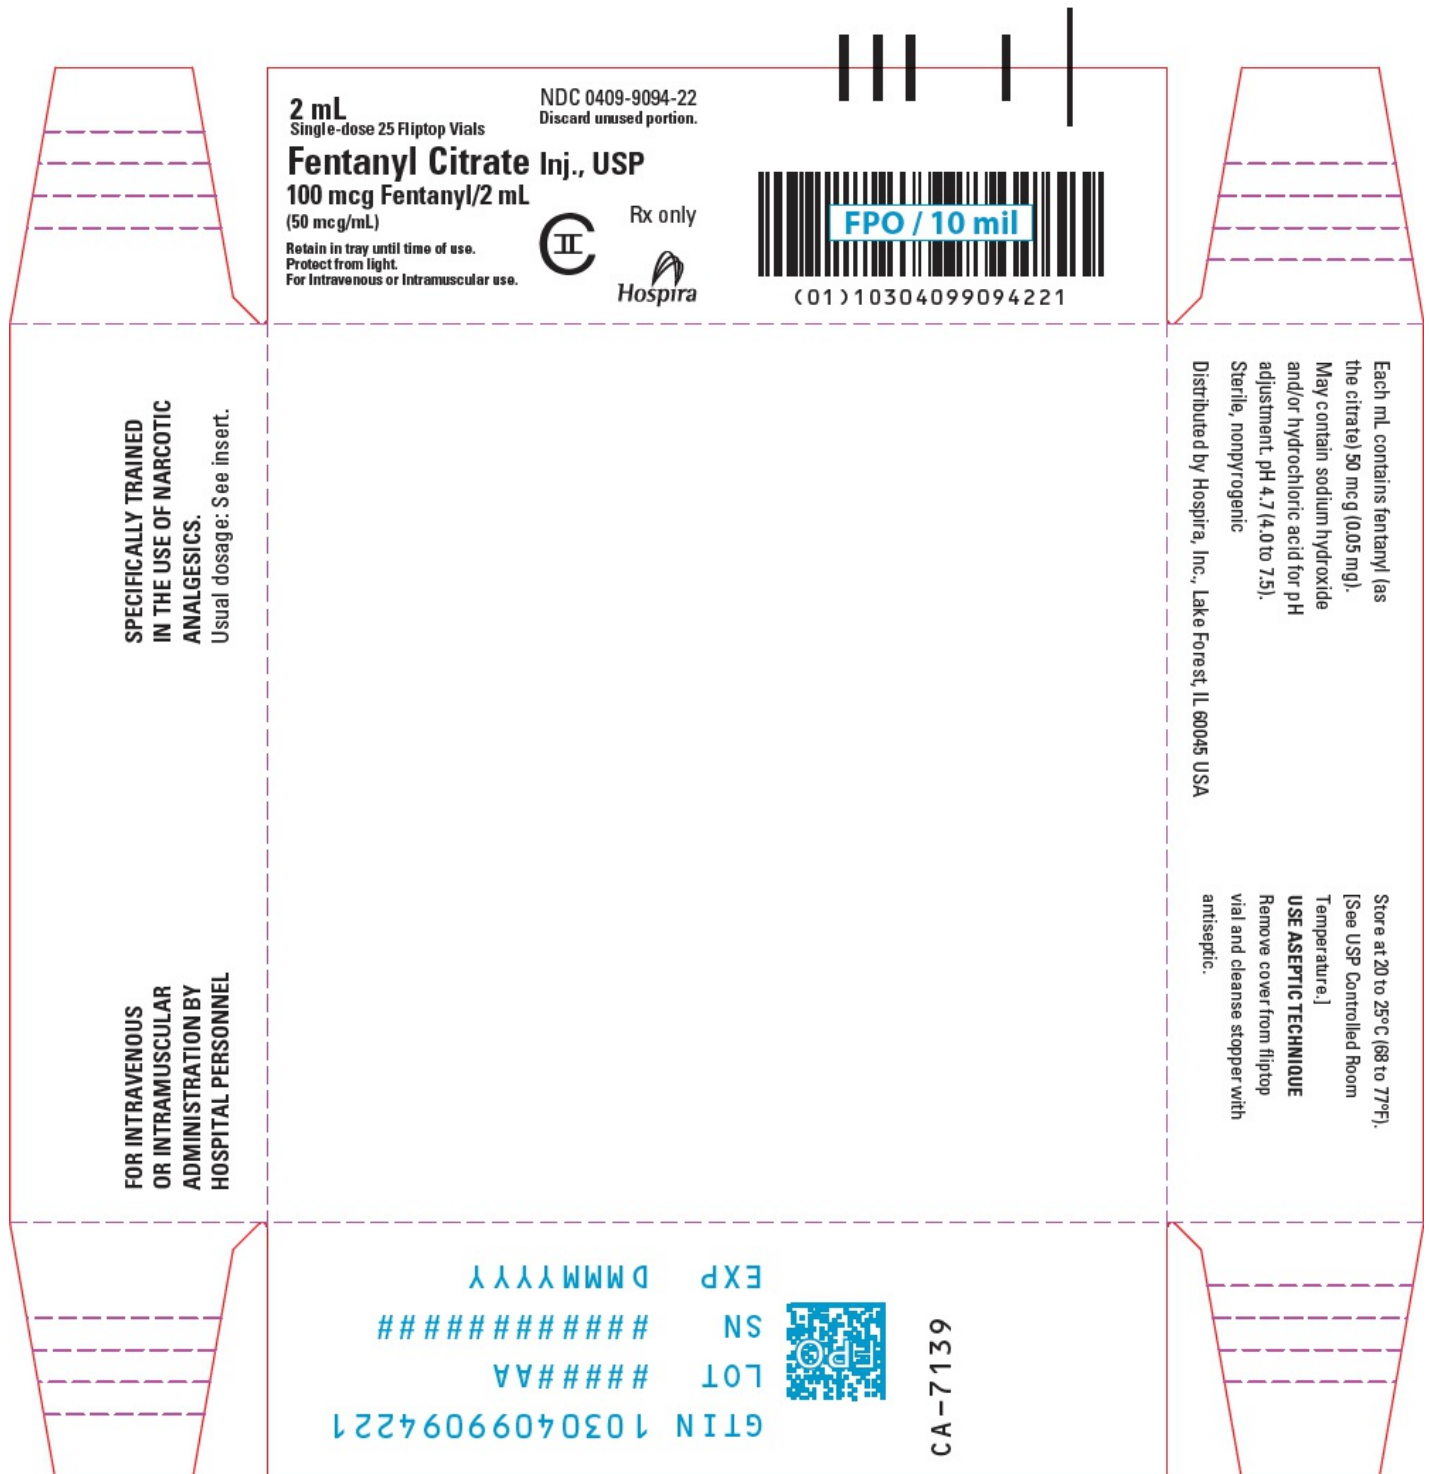 2 mL
Single-dose 25 Fliptop Vials
NDC 0409-9094-22
Discard unused portion.
Fentanyl Citrate Inj., USP
100 mcg Fentanyl/2 mL
(50 mcg/mL)
Retain in tray until time of use.
Protect from light.
For Intravenous or Intramuscular use.
CII
Rx only
Hospira
FPO / 10 mil
(01)10304099094221
FOR INTRAVENOUS
OR INTRAMUSCULAR
ADMINISTRATION BY
HOSPITAL PERSONNEL
SPECIFICALLY TRAINED
IN THE USE OF NARCOTIC
ANALGESICS.
Usual dosage: See insert.
Each mL contains fentanyl (as
the citrate) 50 mcg (0.05 mg).
May contain sodium hydroxide
and/or hydrochloric acid for pH
adjustment. pH 4.7 (4.0 to 7.5).
Sterile, nonpyrogenic
Distributed by Hospira, Inc., Lake Forest, IL 60045 USA
Store at 20 to 25°C (68 to 77°F).
[See USP Controlled Room
Temperature.]
USE ASEPTIC TECHNIQUE
Remove cover from fliptop
vial and cleanse stopper with
antiseptic.
GTIN 10304099094221
LOT #####AA
SN ############
EXP DMMMYYYY
FPO
CA-7139